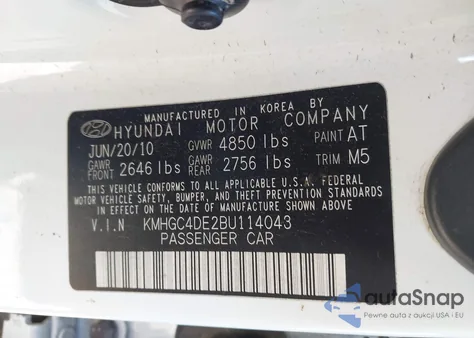 MANUFACTURED IN KOREA BY
HYUNDAI MOTOR COMPANY
JUN/20/10 GVWR 4850 lbs PAINT AT
GAWR FRONT 2646 lbs GAWR REAR 2756 lbs TRIM M5
THIS VEHICLE CONFORMS TO ALL APPLICABLE U.S.A. FEDERAL
MOTOR VEHICLE SAFETY, BUMPER, AND THEFT PREVENTION STANDARDS
IN EFFECT ON THE DATE OF MANUFACTURE SHOWN ABOVE.
V.I.N KMHGC4DE2BU114043
PASSENGER CAR
autaSnap
Pewne auta z aukcji USA i EU